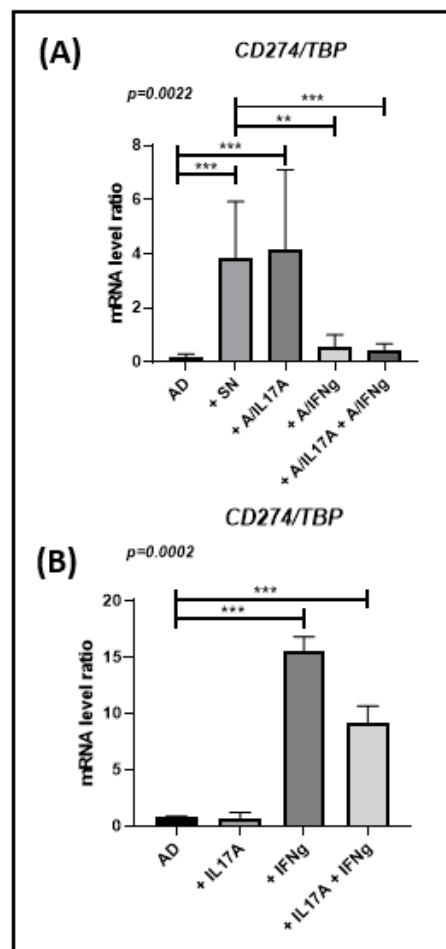 (A)
CD274/TBP
p=0.0022
***
**
***
***
mRNA level ratio
8
6
4
2
0
AD
+ SN
+ A/IL17A
+ A/IFNg
+ A/IL17A + A/IFNg
(B)
CD274/TBP
p=0.0002
***
***
mRNA level ratio
20
15
10
5
0
AD
+ IL17A
+ IFNg
+ IL17A + IFNg